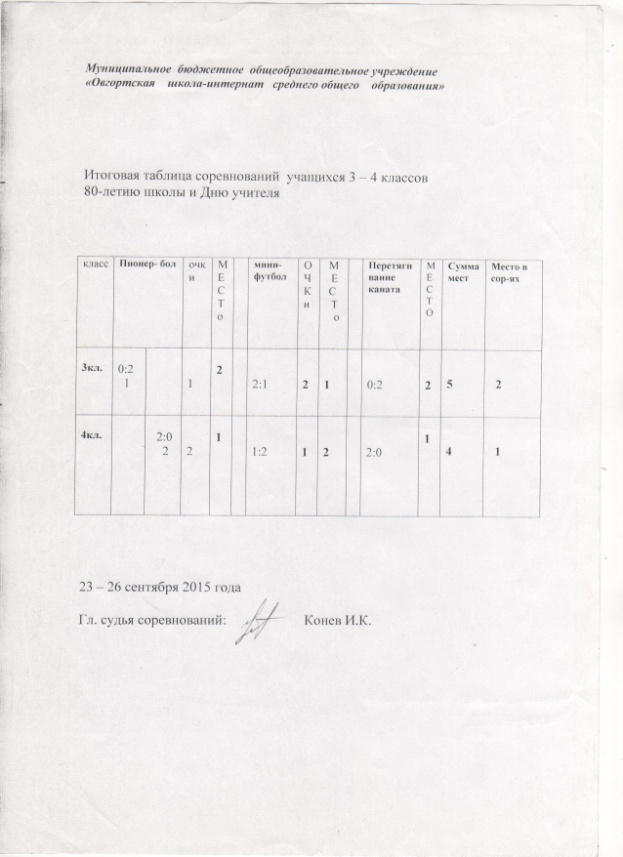 Муниципальное бюджетное общеобразовательное учреждение
«Овгортская школа-интернат среднего общего образования»
Итоговая таблица соревнований учащихся 3 – 4 классов
80-летию школы и Дню учителя
класс Пионер- бол очки МЕСТо мини-футбол ОЧКи МЕСТо Перетягивание каната МЕСТО Сумма мест Место в сор-ях
3кл. 0:2 2
1 1 2:1 2 1 0:2 2 5 2
4кл. 2:0 1 1
2 2 1:2 1 2 2:0 4 1
23 – 26 сентября 2015 года
Гл. судья соревнований: Конев И.К.